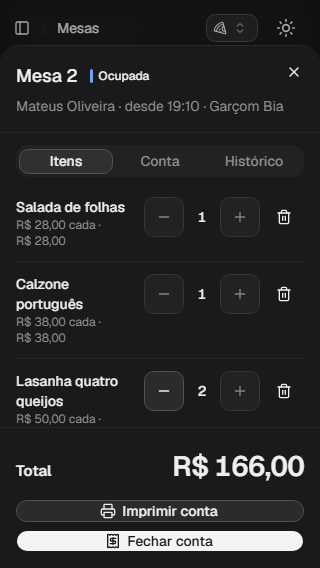 Mesas
Mesa 2
Ocupada
Mateus Oliveira · desde 19:10 · Garçom Bia
Itens
Conta
Histórico
Salada de folhas
R$ 28,00 cada ·
R$ 28,00
1
Calzone
português
R$ 38,00 cada ·
R$ 38,00
1
Lasanha quatro
queijos
R$ 50,00 cada ·
2
Total
R$ 166,00
Imprimir conta
Fechar conta